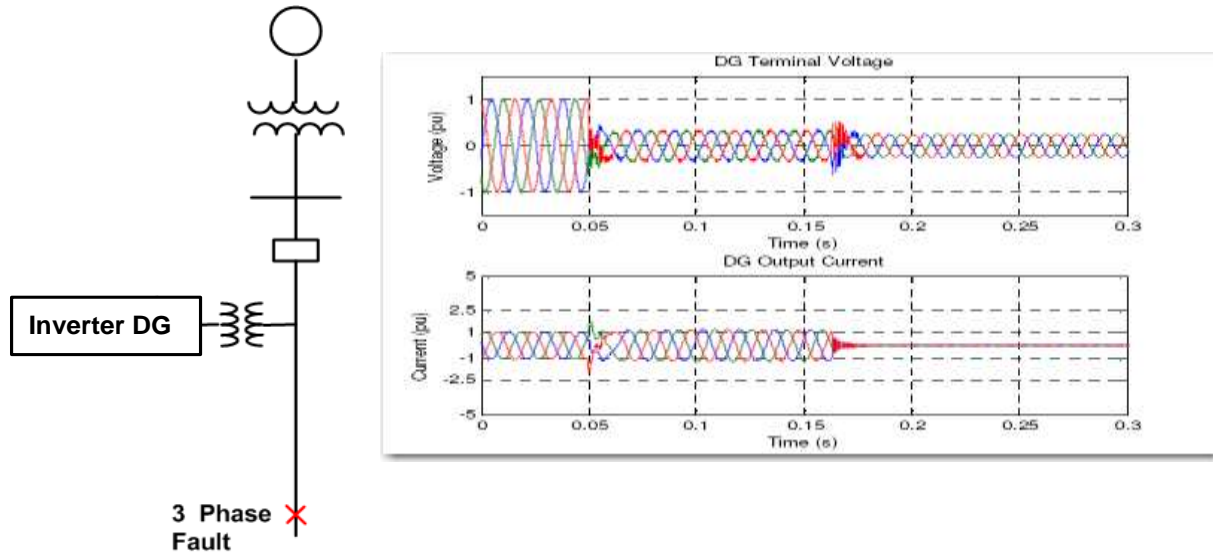 DG Terminal Voltage
Voltage (pu)
1
0
-1
0 0.05 0.1 0.15 0.2 0.25 0.3
Time (s)
DG Output Current
Current (pu)
5
2.5
1
-1
-2.5
-5
0 0.05 0.1 0.15 0.2 0.25 0.3
Time (s)
Inverter DG
3 Phase
Fault